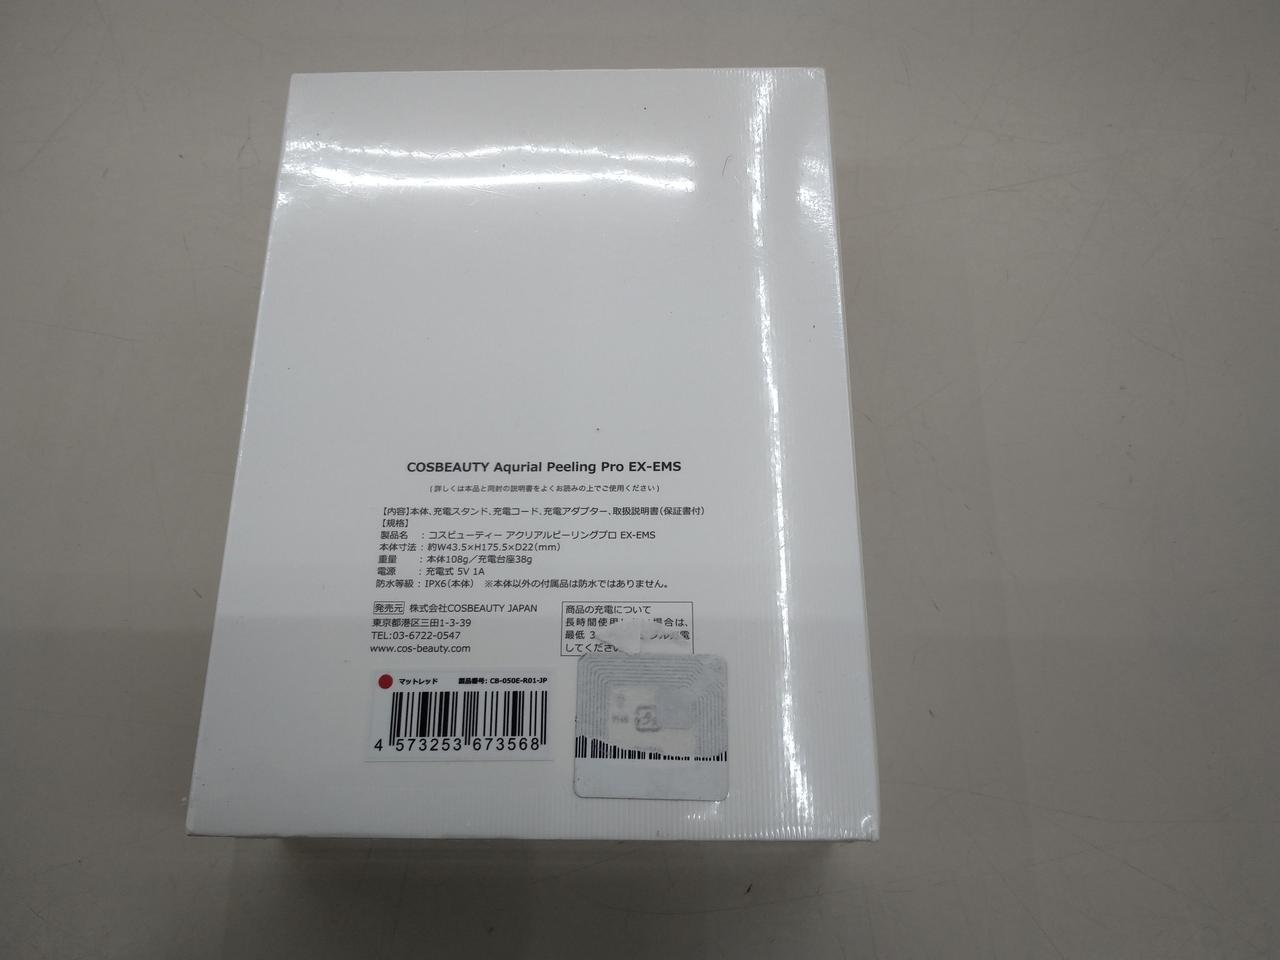 COSBEAUTY Aqurial Peeling Pro EX-EMS
(詳しくは本品と同封の説明書をよくお読みの上でご使用ください)
【内容】本体、充電スタンド、充電コード、充電アダプター、取扱説明書(保証書付)
【規格】
製品名 : コスビューティー アクリアルピーリングプロ EX-EMS
本体寸法 : 約W43.5×H175.5×D22(mm)
重量 : 本体108g/充電台座38g
電源 : 充電式 5V 1A
防水等級 : IPX6(本体) ※本体以外の付属品は防水ではありません。
発売元 株式会社COSBEAUTY JAPAN
東京都港区三田1-3-39
TEL:03-6722-0547
www.cos-beauty.com
商品の充電について
長時間使用し 場合は、
最低 3 フル充電
してくださ
マットレッド 製品番号: CB-050E-R01-JP
4 573253 673568